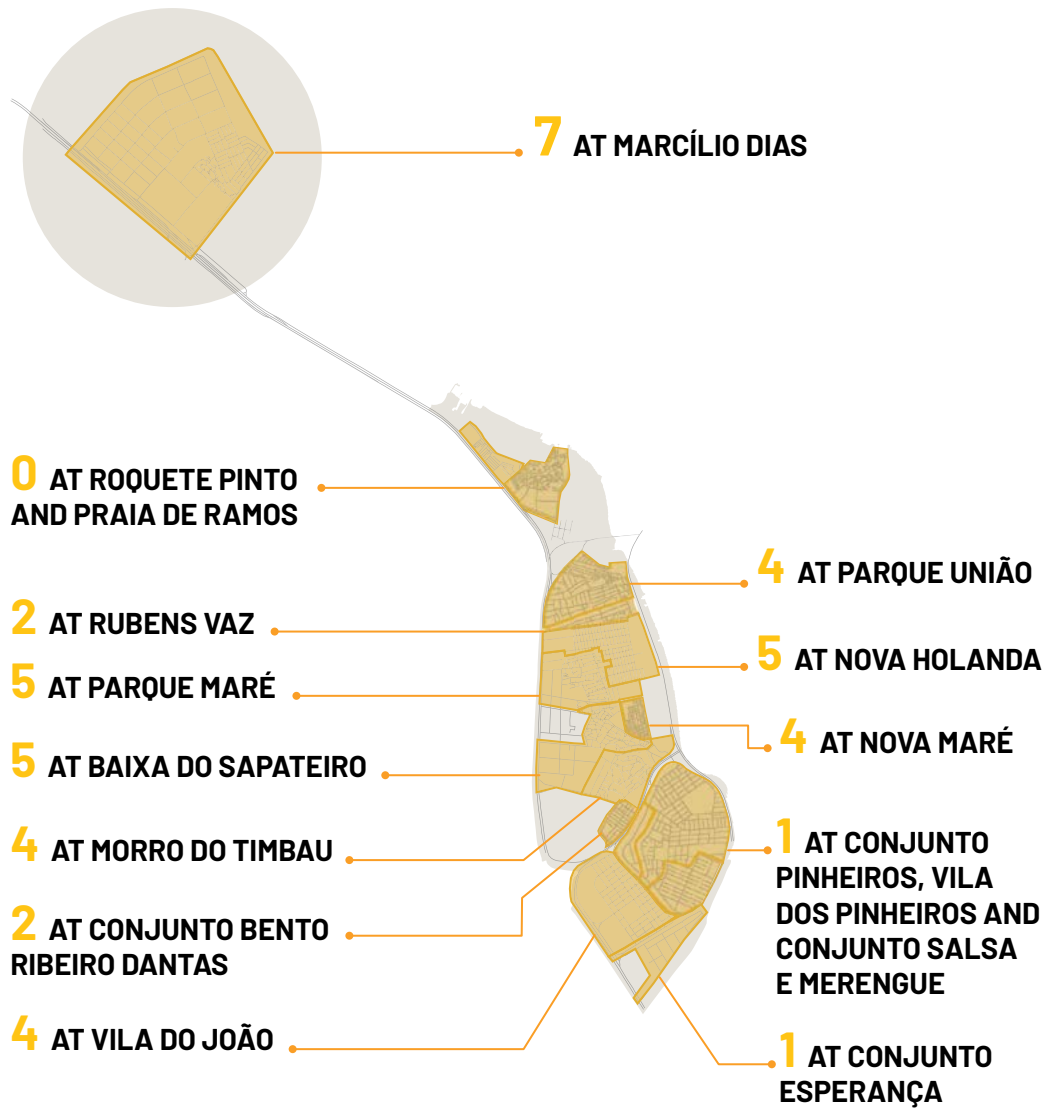 7 AT MARCÍLIO DIAS
0 AT ROQUETE PINTO
AND PRAIA DE RAMOS
2 AT RUBENS VAZ
5 AT PARQUE MARÉ
5 AT BAIXA DO SAPATEIRO
4 AT MORRO DO TIMBAU
2 AT CONJUNTO BENTO
RIBEIRO DANTAS
4 AT VILA DO JOÃO
4 AT PARQUE UNIÃO
5 AT NOVA HOLANDA
4 AT NOVA MARÉ
1 AT CONJUNTO
PINHEIROS, VILA
DOS PINHEIROS AND
CONJUNTO SALSA
E MERENGUE
1 AT CONJUNTO
ESPERANÇA